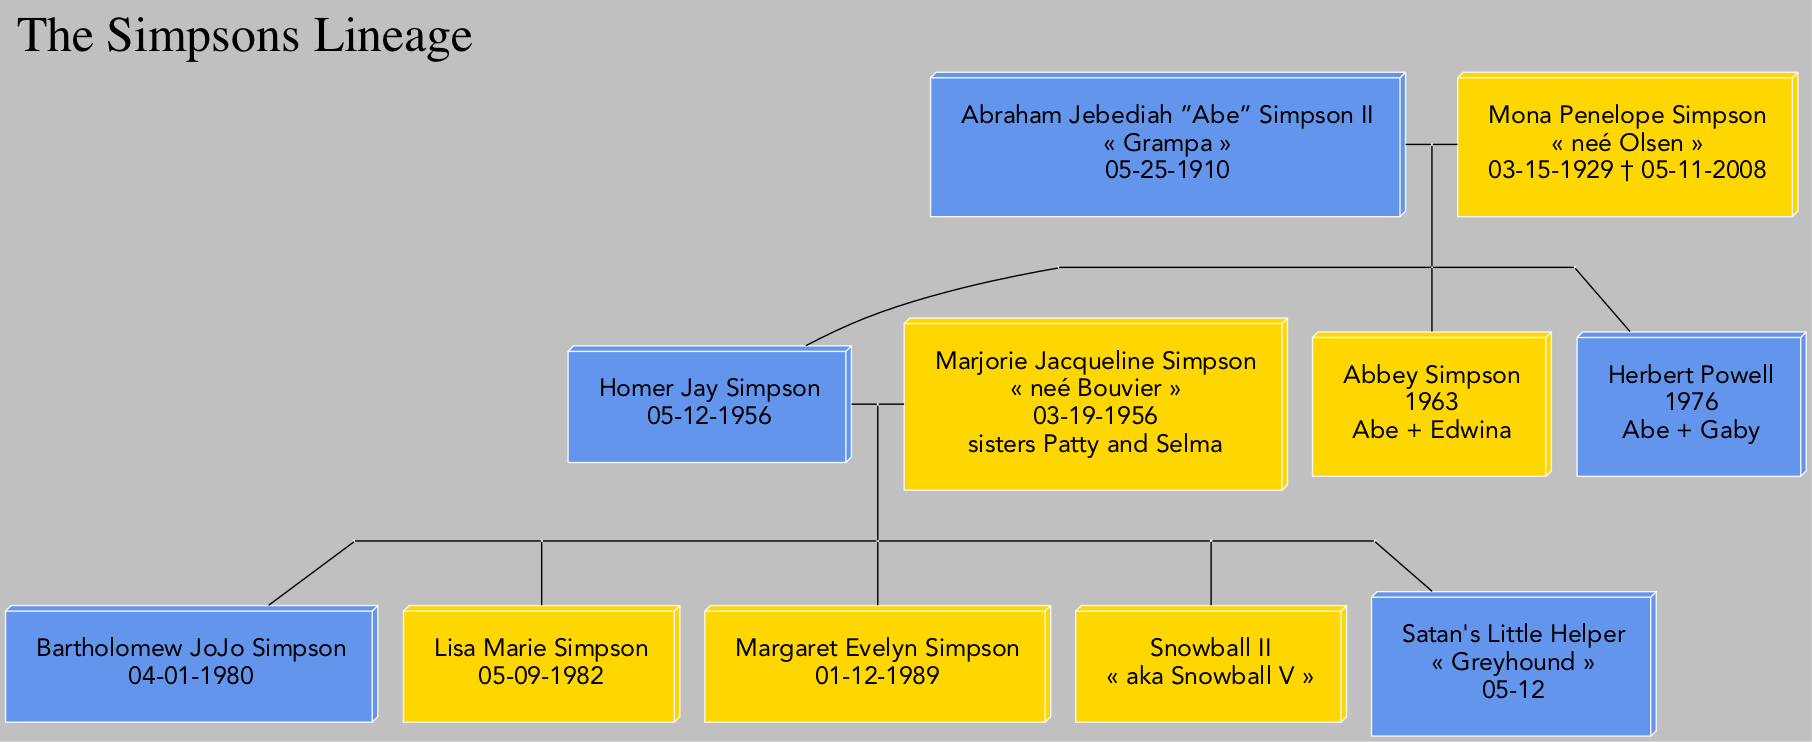 The Simpsons Lineage
Abraham Jebediah “Abe” Simpson II
« Grampa »
05-25-1910
Mona Penelope Simpson
« neé Olsen »
03-15-1929 † 05-11-2008
Homer Jay Simpson
05-12-1956
Marjorie Jacqueline Simpson
« neé Bouvier »
03-19-1956
sisters Patty and Selma
Abbey Simpson
1963
Abe + Edwina
Herbert Powell
1976
Abe + Gaby
Bartholomew JoJo Simpson
04-01-1980
Lisa Marie Simpson
05-09-1982
Margaret Evelyn Simpson
01-12-1989
Snowball II
« aka Snowball V »
Satan's Little Helper
« Greyhound »
05-12